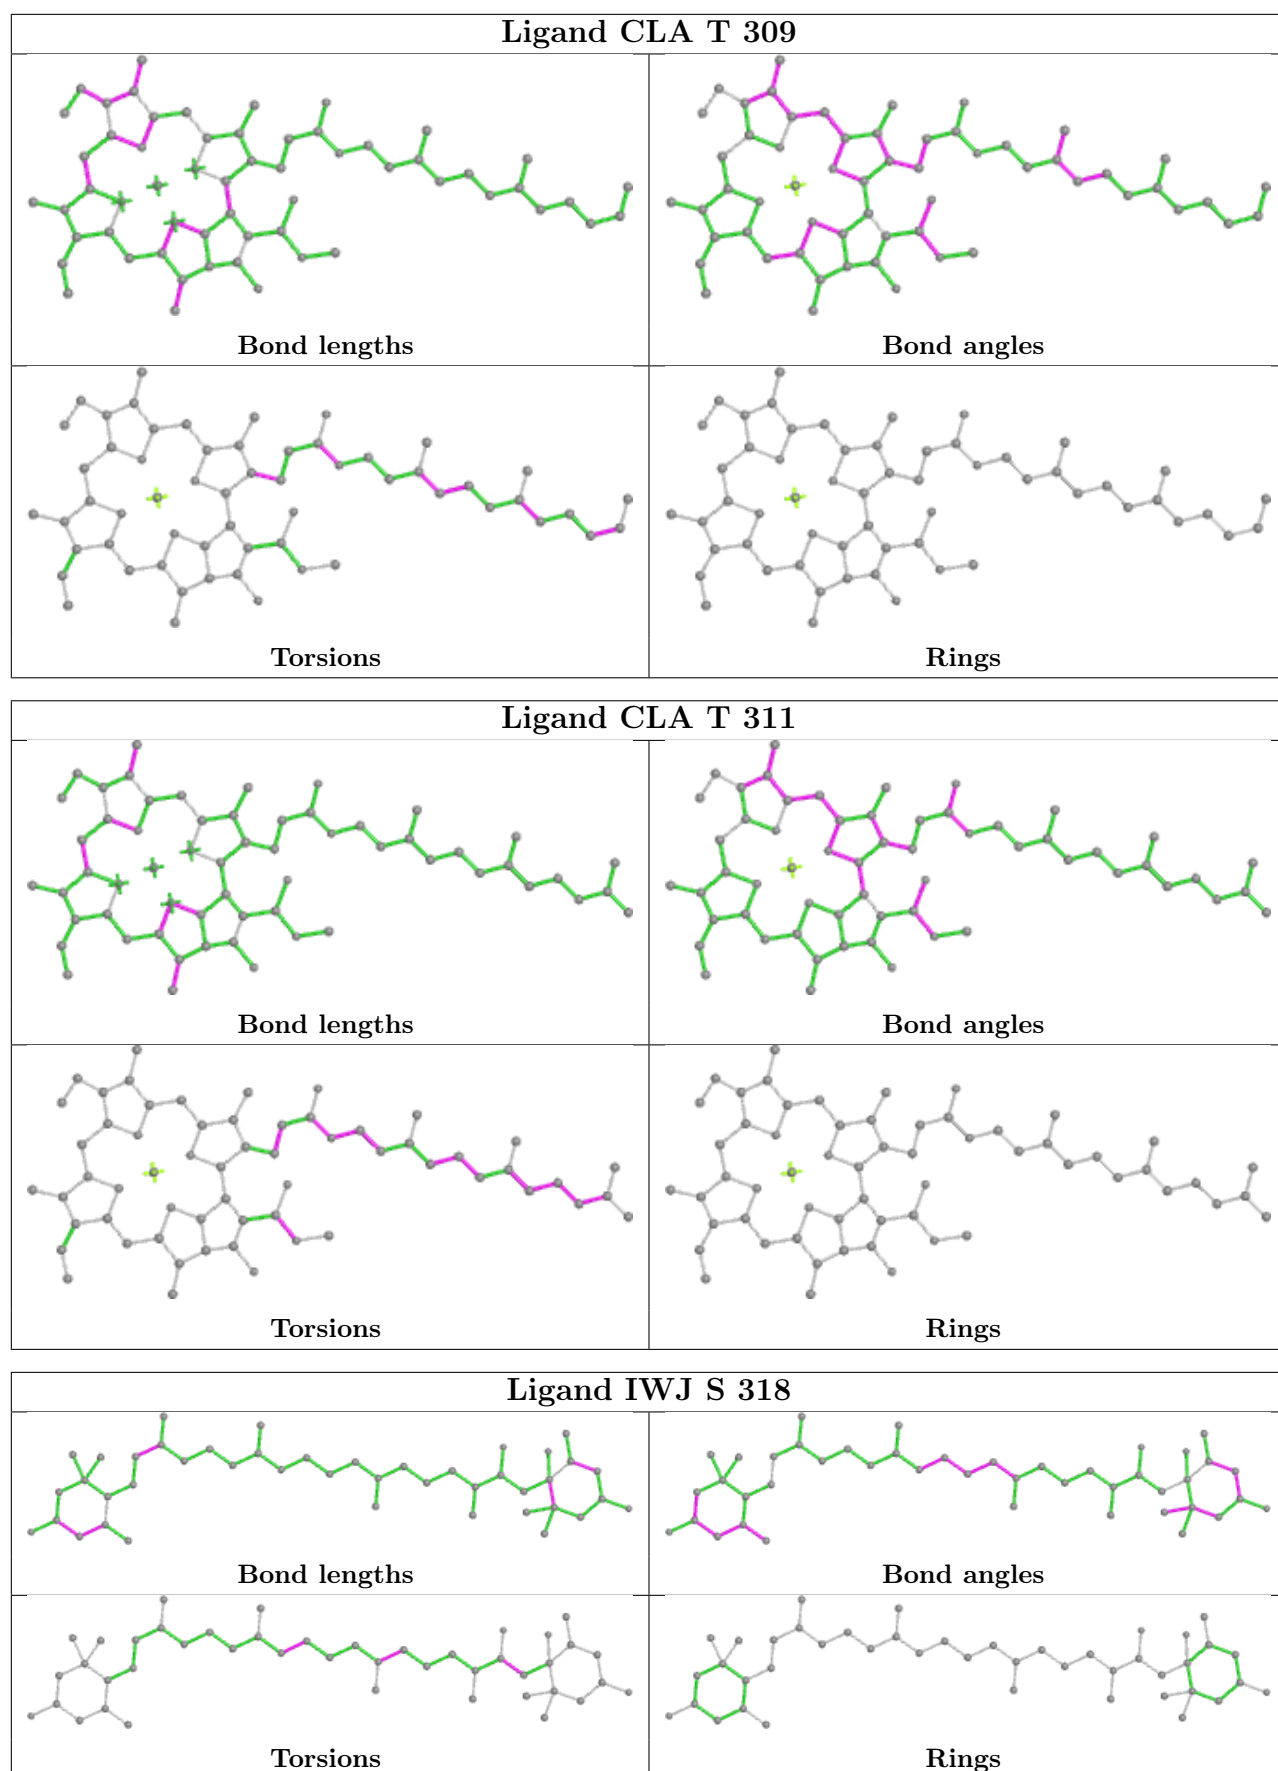 Ligand CLA T 309
Bond lengths
Bond angles
Torsions
Rings
Ligand CLA T 311
Bond lengths
Bond angles
Torsions
Rings
Ligand IWJ S 318
Bond lengths
Bond angles
Torsions
Rings